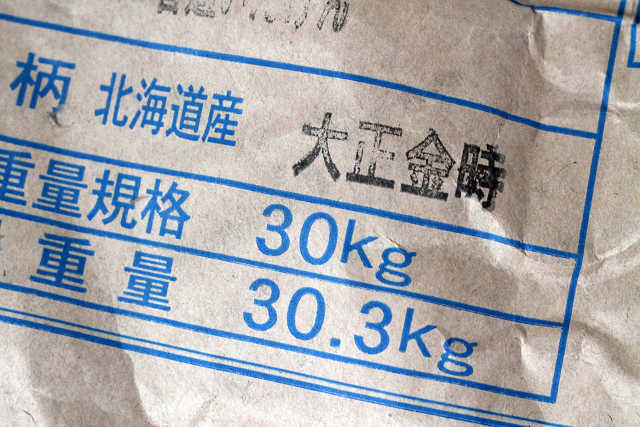 柄 北海道産 大正金時
重量規格 30kg
重量 30.3kg